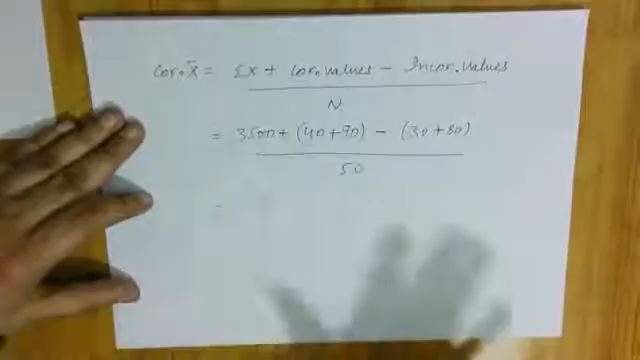 Cor. X̄ = ΣX + Cor. values - Incor. values
N
= 3500 + (40 + 90) - (30 + 80)
50